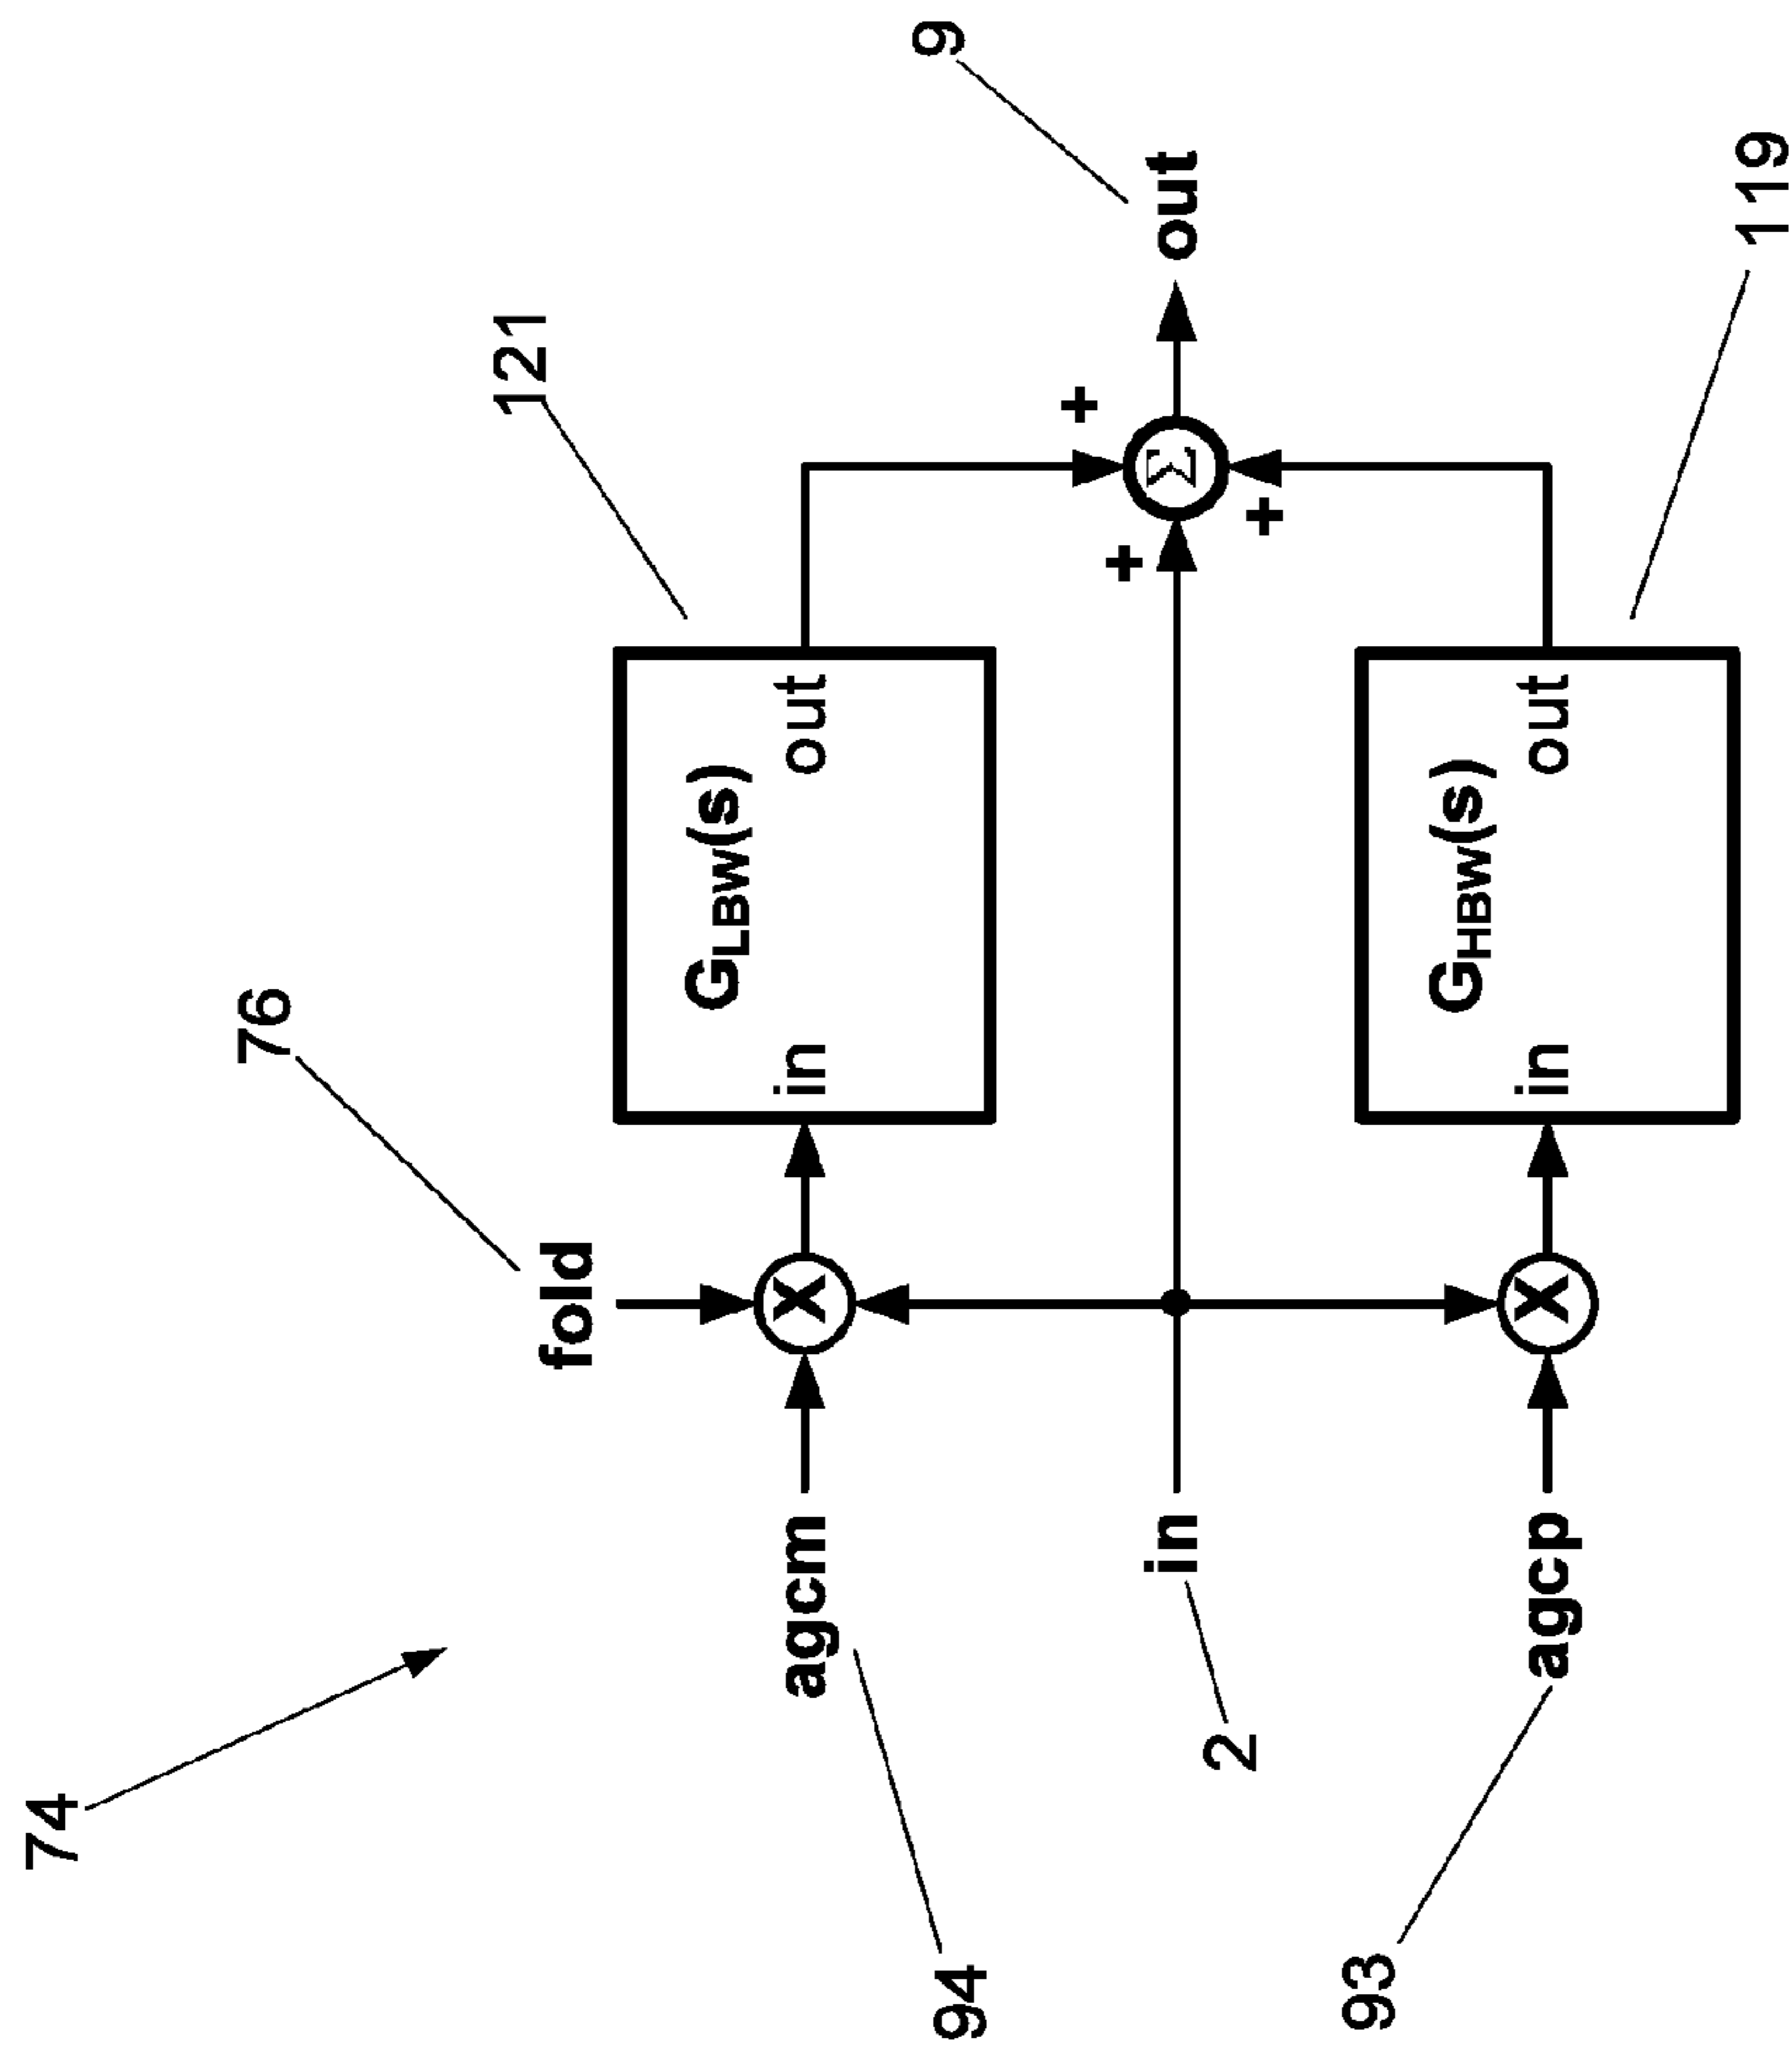 74
76
121
9
fold
agcm
x
in
GLBW(s)
out
+
94
in
2
+
Σ
out
+
agcp
x
in
GHBW(s)
out
93
119